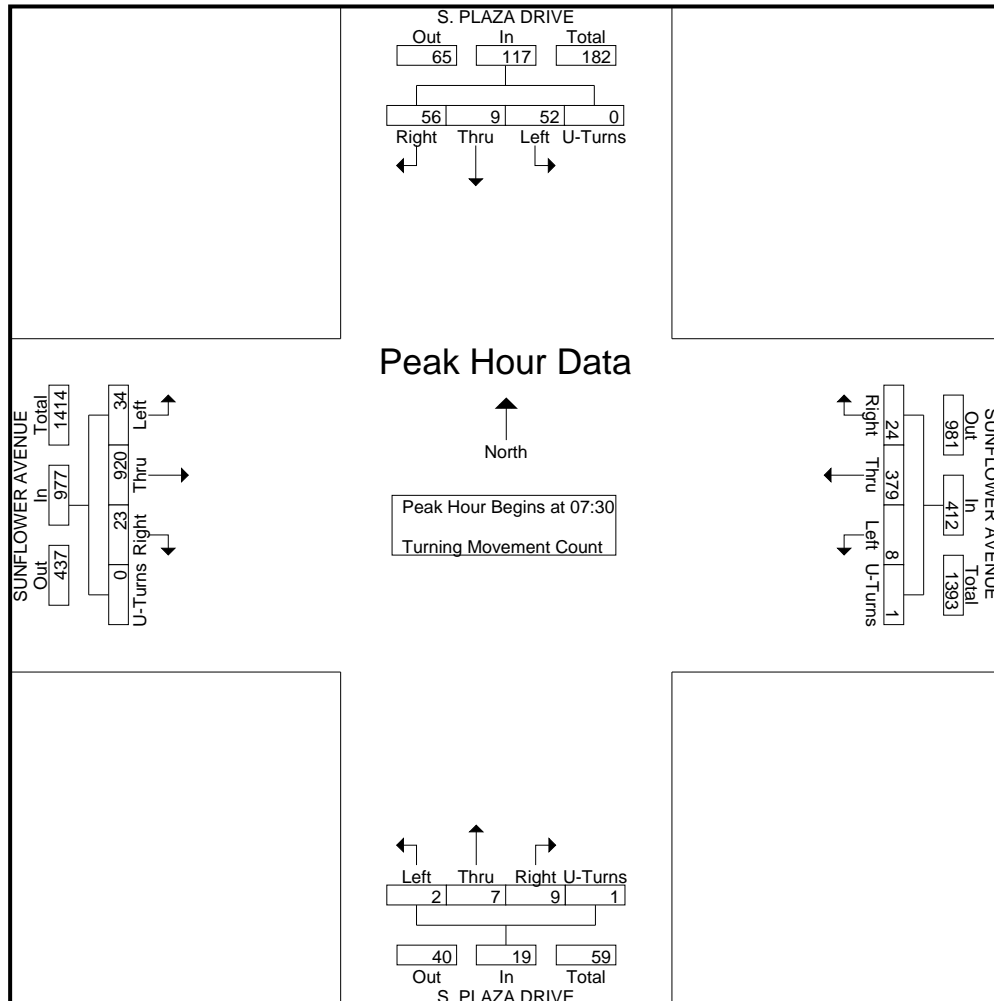 S. PLAZA DRIVE
Out In Total
65 117 182
56 9 52 0
Right Thru Left U-Turns
Peak Hour Data
North
Peak Hour Begins at 07:30
Turning Movement Count
SUNFLOWER AVENUE
Total In Out
1414 977 437
34 920 23 0
Left Thru Right U-Turns
Right Thru Left U-Turns
24 379 8 1
981 412 1393
Out In Total
SUNFLOWER AVENUE
Left Thru Right U-Turns
2 7 9 1
40 19 59
Out In Total
S. PLAZA DRIVE